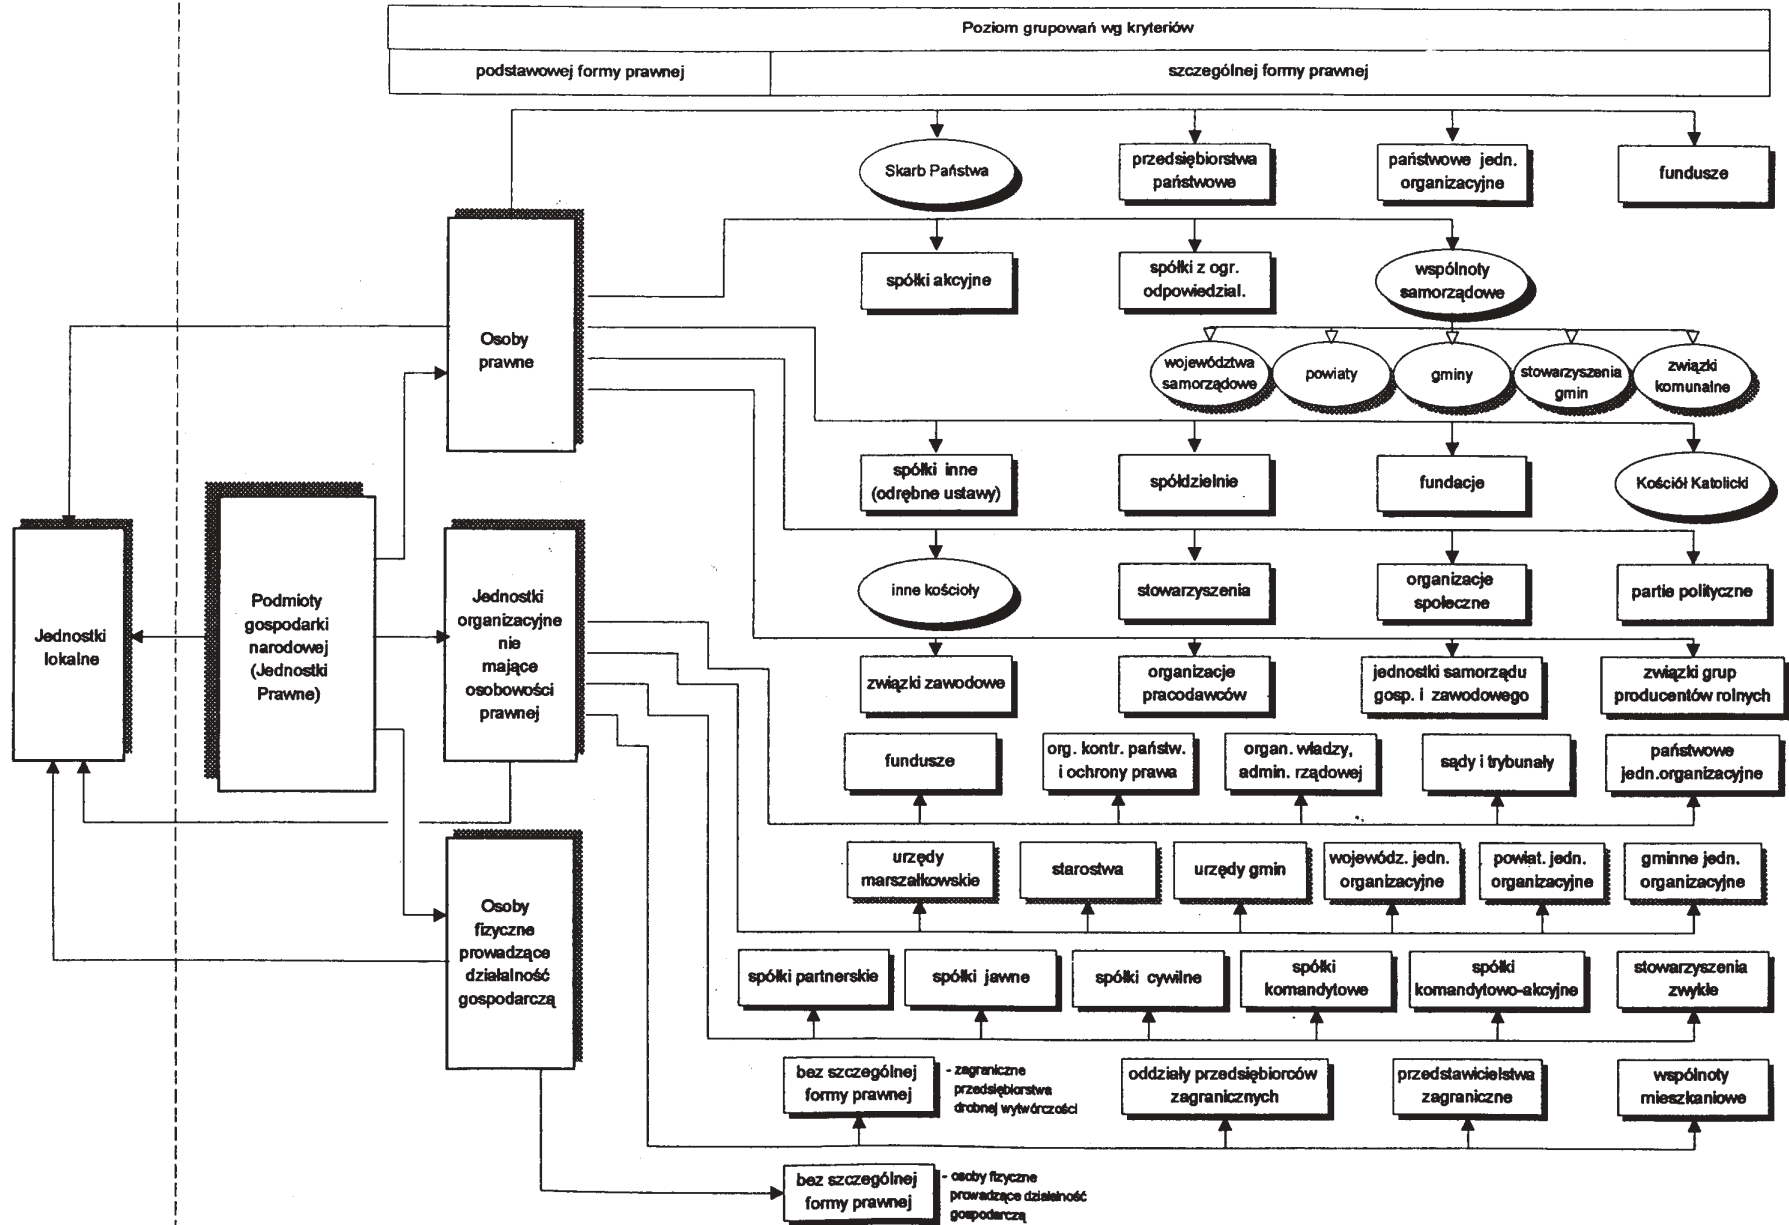 Poziom grupowań wg kryteriów
podstawowej formy prawnej
szczególnej formy prawnej
Skarb Państwa
przedsiębiorstwa
państwowe
państwowe jedn.
organizacyjne
fundusze
spółki akcyjne
spółki z ogr.
odpowiedzial.
wspólnoty
samorządowe
Osoby
prawne
województwa
samorządowe
powiaty
gminy
stowarzyszenia
gmin
związki
komunalne
spółki inne
(odrębne ustawy)
spółdzielnie
fundacje
Kościół Katolicki
inne kościoły
stowarzyszenia
organizacje
społeczne
partie polityczne
Jednostki
lokalne
Podmioty
gospodarki
narodowej
(Jednostki
Prawne)
Jednostki
organizacyjne
nie
mające
osobowości
prawnej
związki zawodowe
organizacje
pracodawców
jednostki samorządu
gosp. i zawodowego
związki grup
producentów rolnych
fundusze
org. kontr. państw.
i ochrony prawa
organ. władzy,
admin. rządowej
sądy i trybunały
państwowe
jedn.organizacyjne
urzędy
marszałkowskie
starostwa
urzędy gmin
wojewódz. jedn.
organizacyjne
powiat. jedn.
organizacyjne
gminne jedn.
organizacyjne
Osoby
fizyczne
prowadzące
działalność
gospodarczą
spółki partnerskie
spółki jawne
spółki cywilne
spółki
komandytowe
spółki
komandytowo-akcyjne
stowarzyszenia
zwykłe
bez szczególnej
formy prawnej
- zagraniczne
przedsiębiorstwa
drobnej wytwórczości
oddziały przedsiębiorców
zagranicznych
przedstawicielstwa
zagraniczne
wspólnoty
mieszkaniowe
bez szczególnej
formy prawnej
- osoby fizyczne
prowadzące działalność
gospodarczą